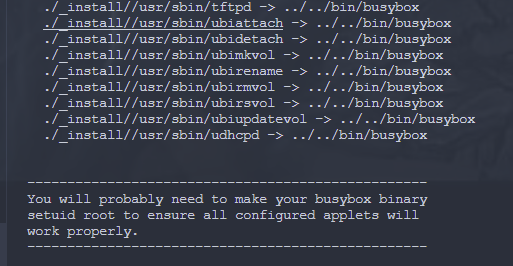 ./_install//usr/sbin/tftpd -> ../../bin/busybox
./_install//usr/sbin/ubiattach -> ../../bin/busybox
./_install//usr/sbin/ubidetach -> ../../bin/busybox
./_install//usr/sbin/ubimkvol -> ../../bin/busybox
./_install//usr/sbin/ubirename -> ../../bin/busybox
./_install//usr/sbin/ubirmvol -> ../../bin/busybox
./_install//usr/sbin/ubirsvol -> ../../bin/busybox
./_install//usr/sbin/ubiupdatevol -> ../../bin/busybox
./_install//usr/sbin/udhcpd -> ../../bin/busybox
--------------------------------------------------
You will probably need to make your busybox binary
setuid root to ensure all configured applets will
work properly.
--------------------------------------------------